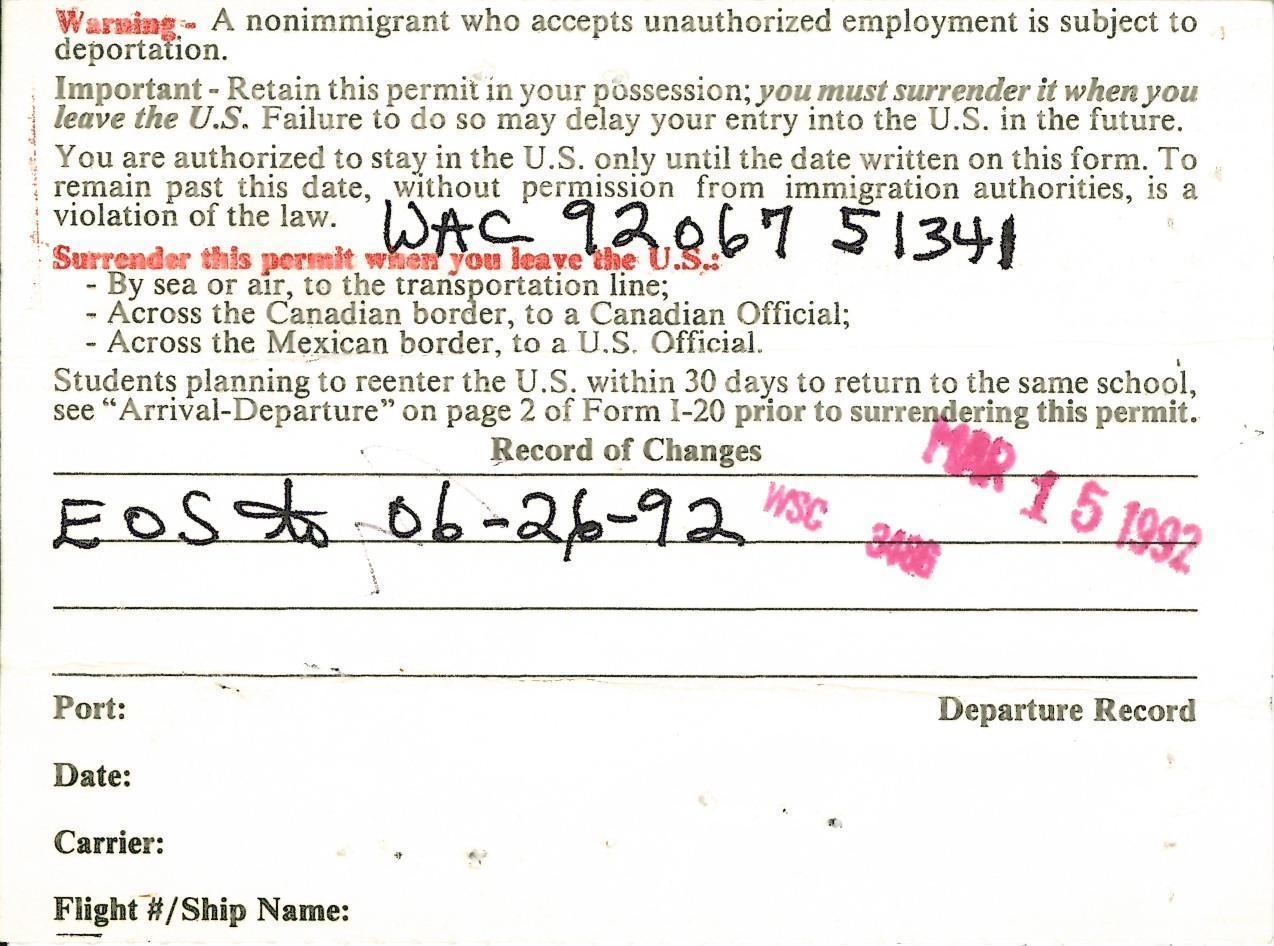 Warning - A nonimmigrant who accepts unauthorized employment is subject to
deportation.
Important - Retain this permit in your possession; you must surrender it when you
leave the U.S. Failure to do so may delay your entry into the U.S. in the future.
You are authorized to stay in the U.S. only until the date written on this form. To
remain past this date, without permission from immigration authorities, is a
violation of the law.
WAC 92067 51341
Surrender this permit when you leave the U.S.:
- By sea or air, to the transportation line;
- Across the Canadian border, to a Canadian Official;
- Across the Mexican border, to a U.S. Official.
Students planning to reenter the U.S. within 30 days to return to the same school,
see “Arrival-Departure” on page 2 of Form I-20 prior to surrendering this permit.
Record of Changes
MAR 15 1992
EOS to 06-26-92 WSC
3486
Port: Departure Record
Date:
Carrier:
Flight #/Ship Name: